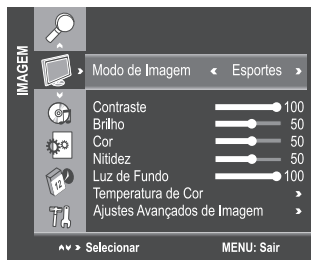 IMAGEM
Modo de Imagem Esportes
Contraste 100
Brilho 50
Cor 50
Nitidez 50
Luz de Fundo 100
Temperatura de Cor
Ajustes Avançados de Imagem
12
Selecionar MENU: Sair